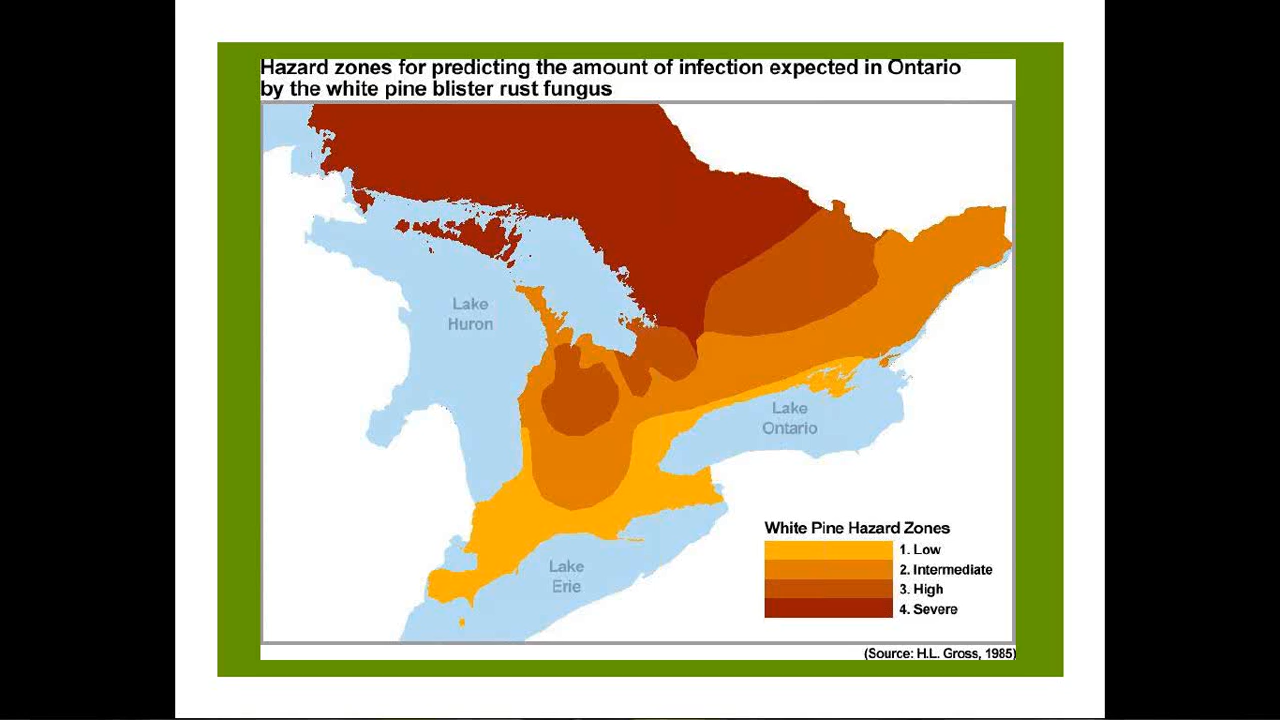 Hazard zones for predicting the amount of infection expected in Ontario
by the white pine blister rust fungus
Lake
Huron
Lake
Ontario
Lake
Erie
White Pine Hazard Zones
1. Low
2. Intermediate
3. High
4. Severe
(Source: H.L. Gross, 1985)